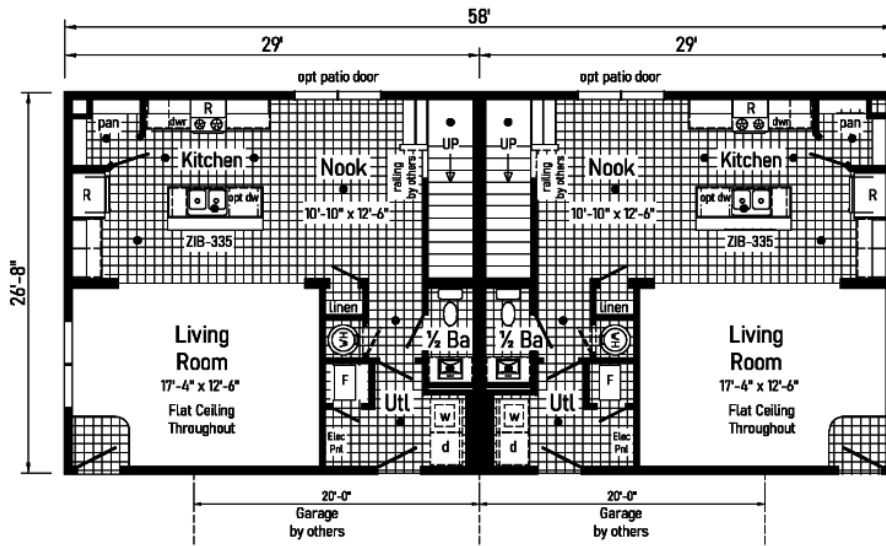 58'
29'
29'
opt patio door
opt patio door
26'-8"
pan
R
dwr
Kitchen
Nook
UP
railing
by others
R
opt dw
10'-10" x 12'-6"
ZIB-335
UP
railing
by others
Nook
Kitchen
R
dwr
pan
R
opt dw
10'-10" x 12'-6"
ZIB-335
linen
WH
½ Ba
F
Utl
Elec
Pnl
w
d
Living
Room
17'-4" x 12'-6"
Flat Ceiling
Throughout
½ Ba
linen
WH
F
Utl
Elec
Pnl
w
d
Living
Room
17'-4" x 12'-6"
Flat Ceiling
Throughout
20'-0"
Garage
by others
20'-0"
Garage
by others